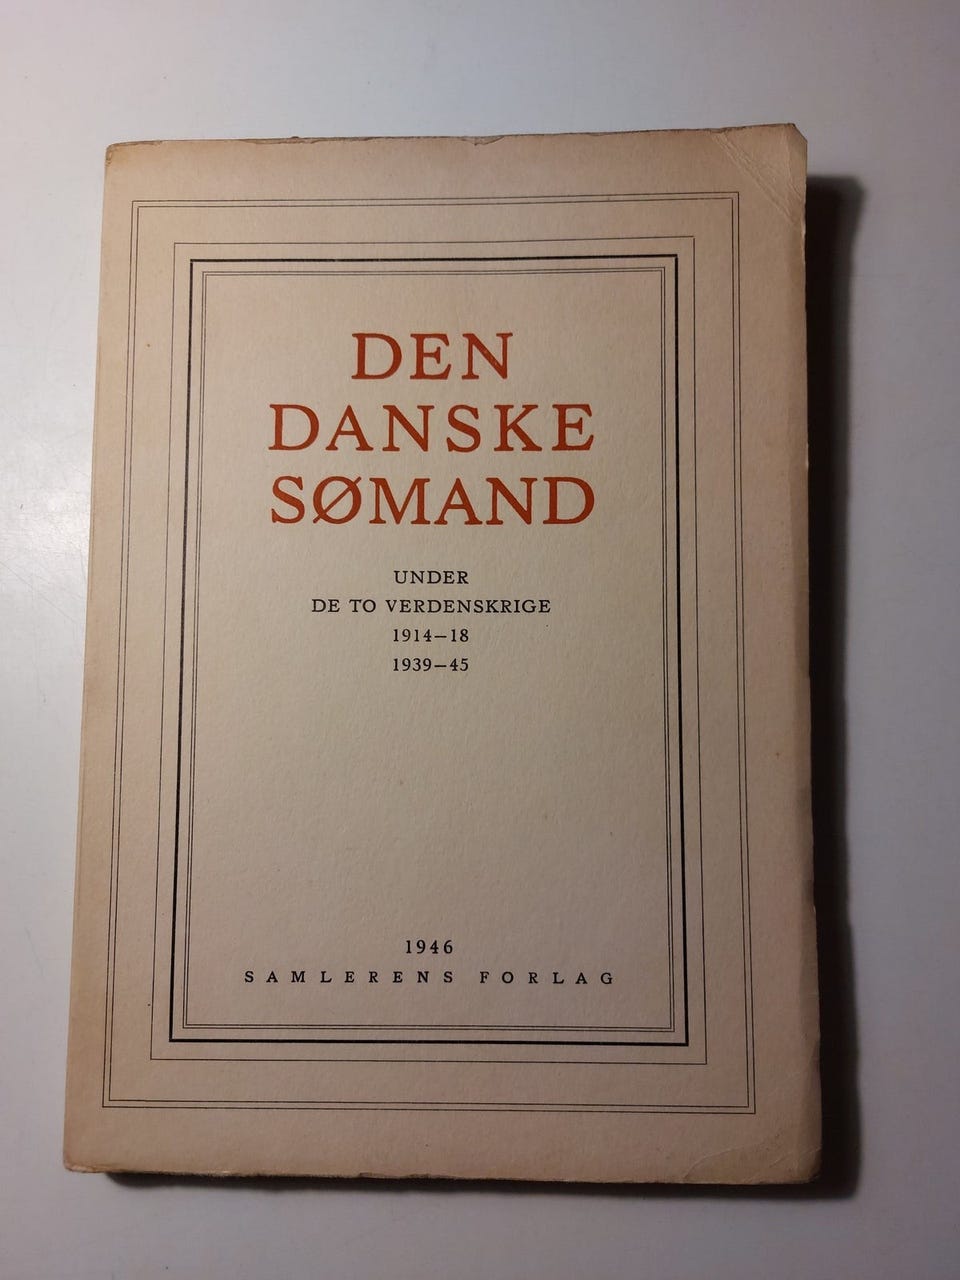 DEN
DANSKE
SØMAND
UNDER
DE TO VERDENSKRIGE
1914–18
1939–45
1946
SAMLERENS FORLAG